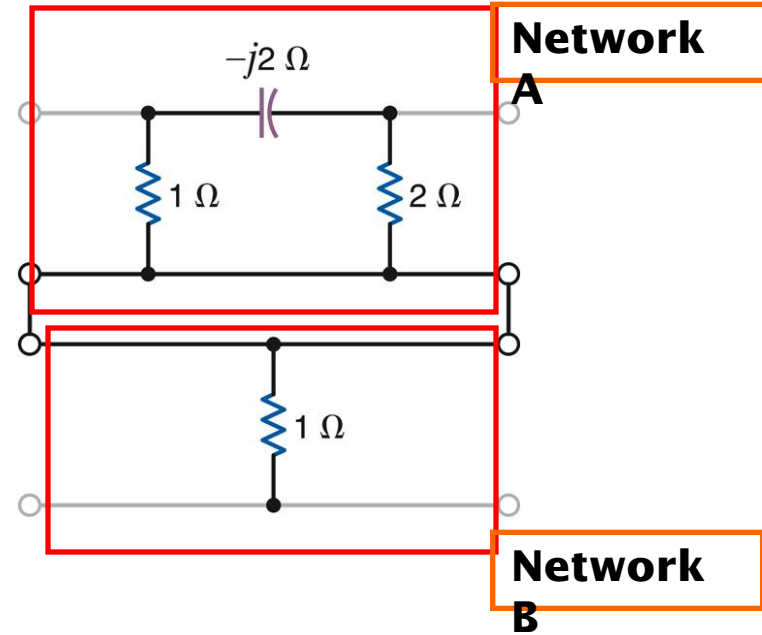 Network
A
–j2 Ω
1 Ω
2 Ω
1 Ω
Network
B